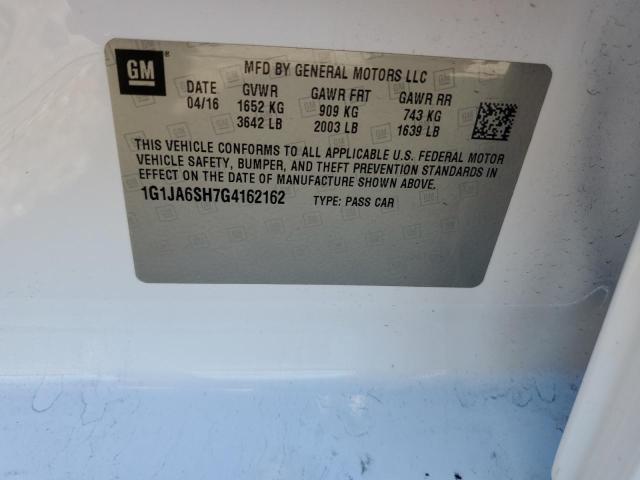 GM® MFD BY GENERAL MOTORS LLC
DATE GVWR GAWR FRT GAWR RR
04/16 1652 KG 909 KG 743 KG
3642 LB 2003 LB 1639 LB
THIS VEHICLE CONFORMS TO ALL APPLICABLE U.S. FEDERAL MOTOR
VEHICLE SAFETY, BUMPER, AND THEFT PREVENTION STANDARDS IN
EFFECT ON THE DATE OF MANUFACTURE SHOWN ABOVE.
1G1JA6SH7G4162162 TYPE: PASS CAR